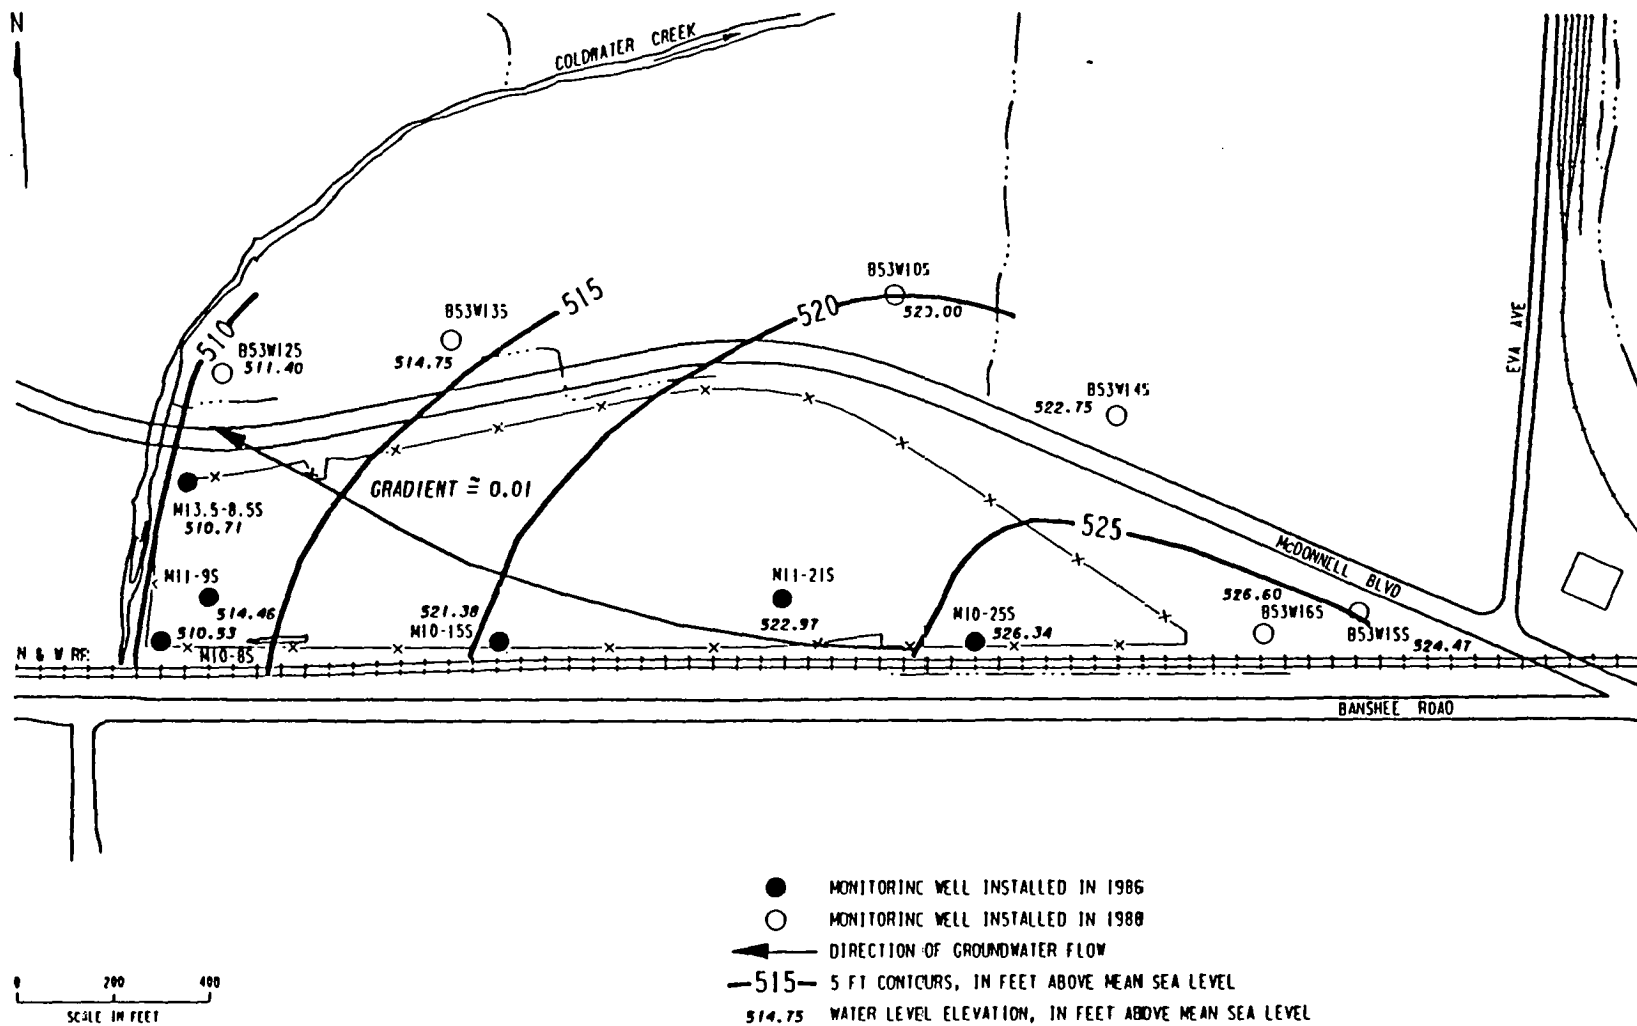 N
COLDWATER CREEK
B53W10S
520.00
515
520
B53W13S
514.75
510
B53W12S
511.40
EVA AVE
B53W14S
522.75
GRADIENT ≅ 0.01
M13.5-8.5S
510.71
525
McDONNELL BLVD
M11-9S
514.46
M11-21S
522.97
521.38
M10-15S
M10-25S
526.34
526.60
B53W16S
B53W15S
524.47
510.53
M10-8S
N & W RR
BANSHEE ROAD
MONITORING WELL INSTALLED IN 1986
MONITORING WELL INSTALLED IN 1988
DIRECTION OF GROUNDWATER FLOW
515 5 FT CONTOURS, IN FEET ABOVE MEAN SEA LEVEL
514.75 WATER LEVEL ELEVATION, IN FEET ABOVE MEAN SEA LEVEL
0 200 400
SCALE IN FEET